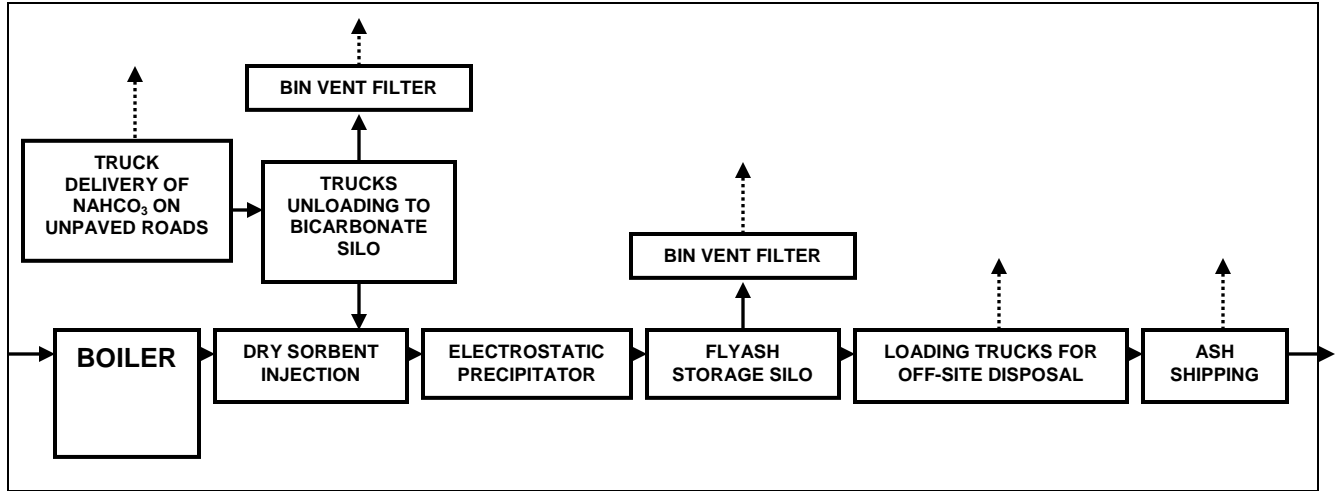 BIN VENT FILTER
TRUCK
DELIVERY OF
NAHCO₃ ON
UNPAVED ROADS
TRUCKS
UNLOADING TO
BICARBONATE
SILO
BIN VENT FILTER
BOILER
DRY SORBENT
INJECTION
ELECTROSTATIC
PRECIPITATOR
FLYASH
STORAGE SILO
LOADING TRUCKS FOR
OFF-SITE DISPOSAL
ASH
SHIPPING